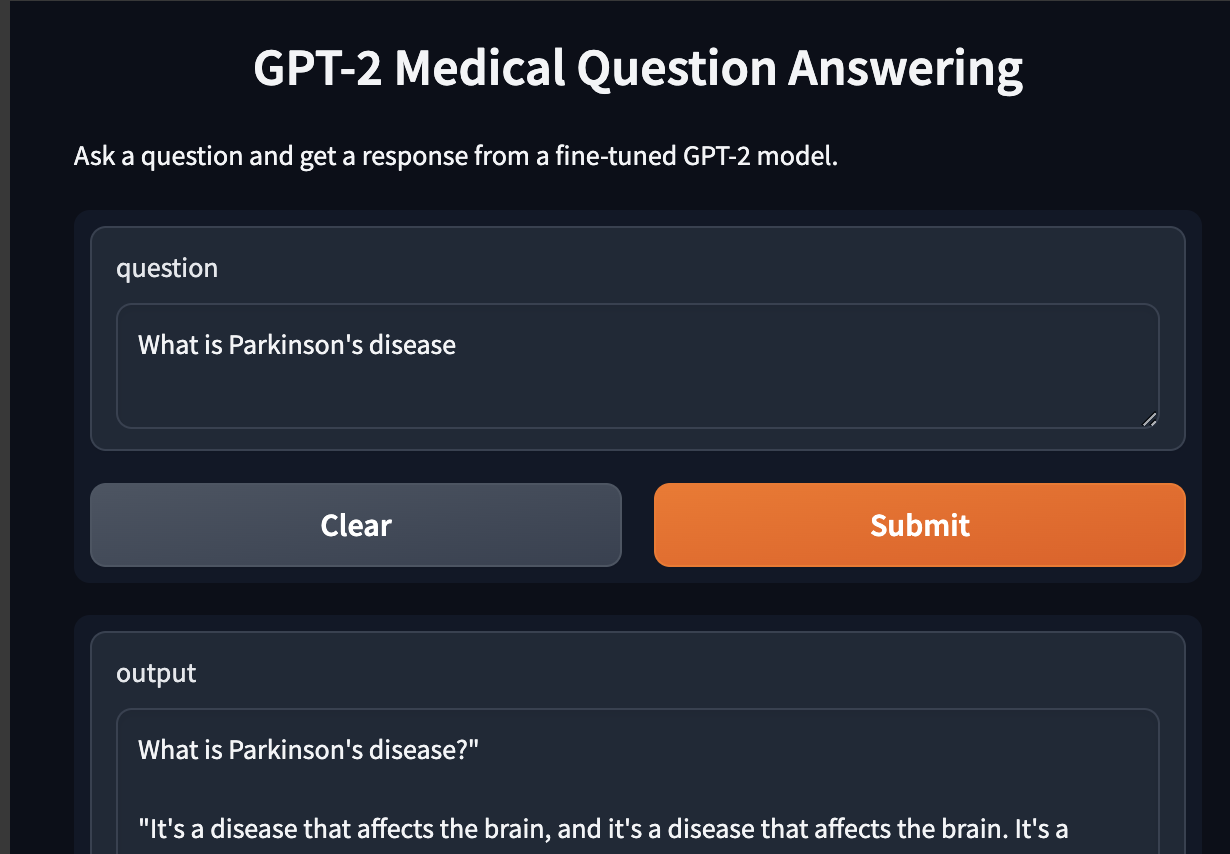 GPT-2 Medical Question Answering
Ask a question and get a response from a fine-tuned GPT-2 model.
question
What is Parkinson's disease
Clear
Submit
output
What is Parkinson's disease?"
"It's a disease that affects the brain, and it's a disease that affects the brain. It's a